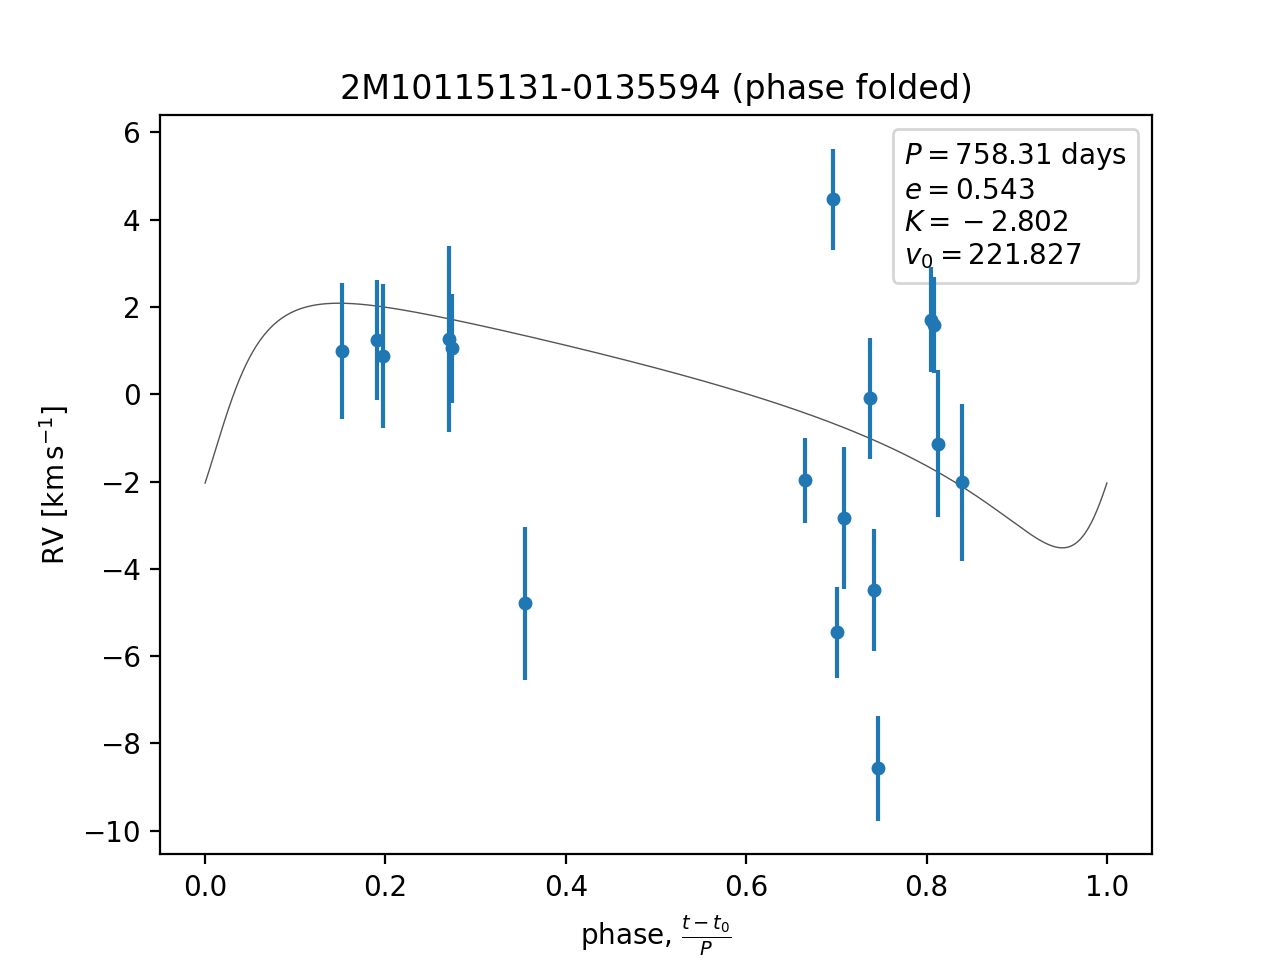 2M10115131-0135594 (phase folded)
P = 758.31 days
e = 0.543
K = −2.802
v₀ = 221.827
6
4
2
0
−2
−4
−6
−8
−10
RV [km s⁻¹]
0.0 0.2 0.4 0.6 0.8 1.0
phase, (t − t₀)/P